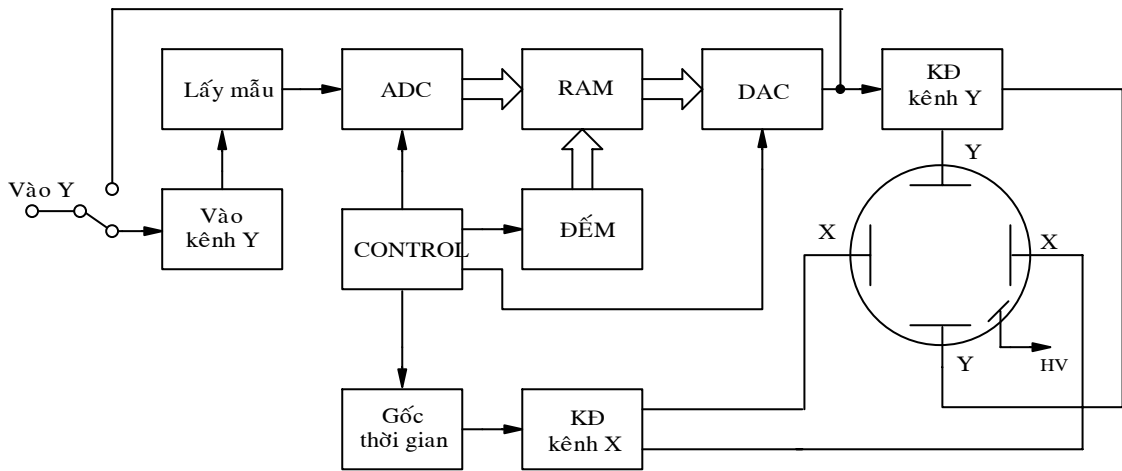 Lấy mẫu
ADC
RAM
DAC
KĐ
kênh Y
Vào Y
Vào
kênh Y
CONTROL
ĐẾM
Y
X
X
Y
HV
Gốc
thời gian
KĐ
kênh X